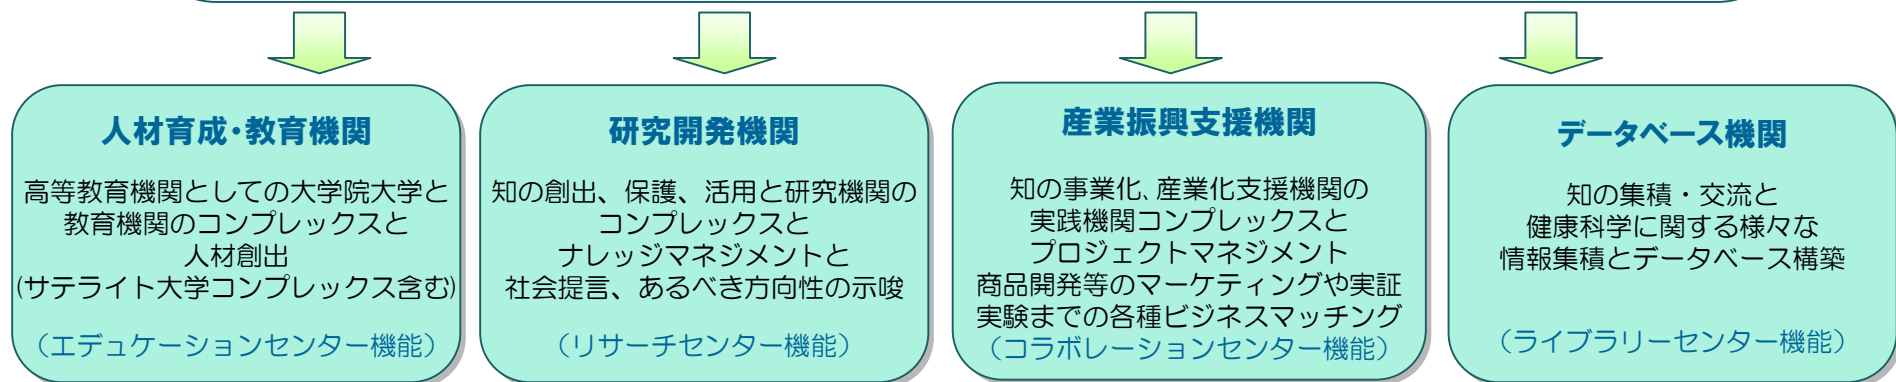 人材育成・教育機関
高等教育機関としての大学院大学と
教育機関のコンプレックスと
人材創出
(サテライト大学コンプレックス含む)
（エデュケーションセンター機能）
研究開発機関
知の創出、保護、活用と研究機関の
コンプレックスと
ナレッジマネジメントと
社会提言、あるべき方向性の示唆
（リサーチセンター機能）
産業振興支援機関
知の事業化、産業化支援機関の
実践機関コンプレックスと
プロジェクトマネジメント
商品開発等のマーケティングや実証
実験までの各種ビジネスマッチング
（コラボレーションセンター機能）
データベース機関
知の集積・交流と
健康科学に関する様々な
情報集積とデータベース構築
（ライブラリーセンター機能）